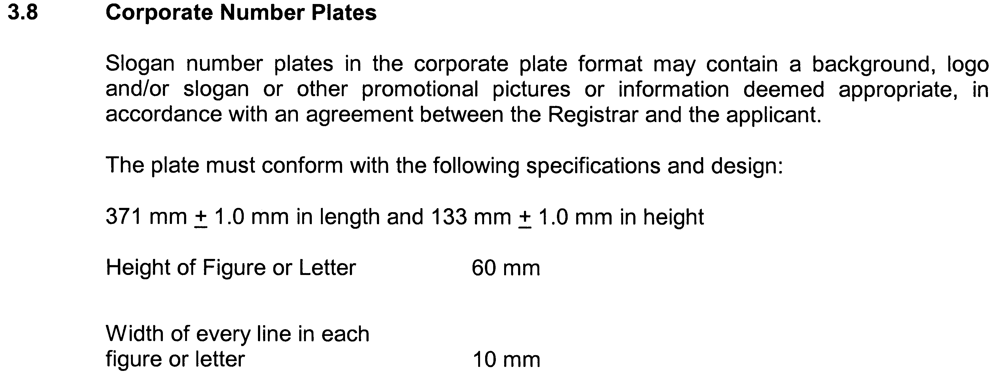 3.8 Corporate Number Plates
Slogan number plates in the corporate plate format may contain a background, logo
and/or slogan or other promotional pictures or information deemed appropriate, in
accordance with an agreement between the Registrar and the applicant.
The plate must conform with the following specifications and design:
371 mm ± 1.0 mm in length and 133 mm ± 1.0 mm in height
Height of Figure or Letter 60 mm
Width of every line in each
figure or letter 10 mm